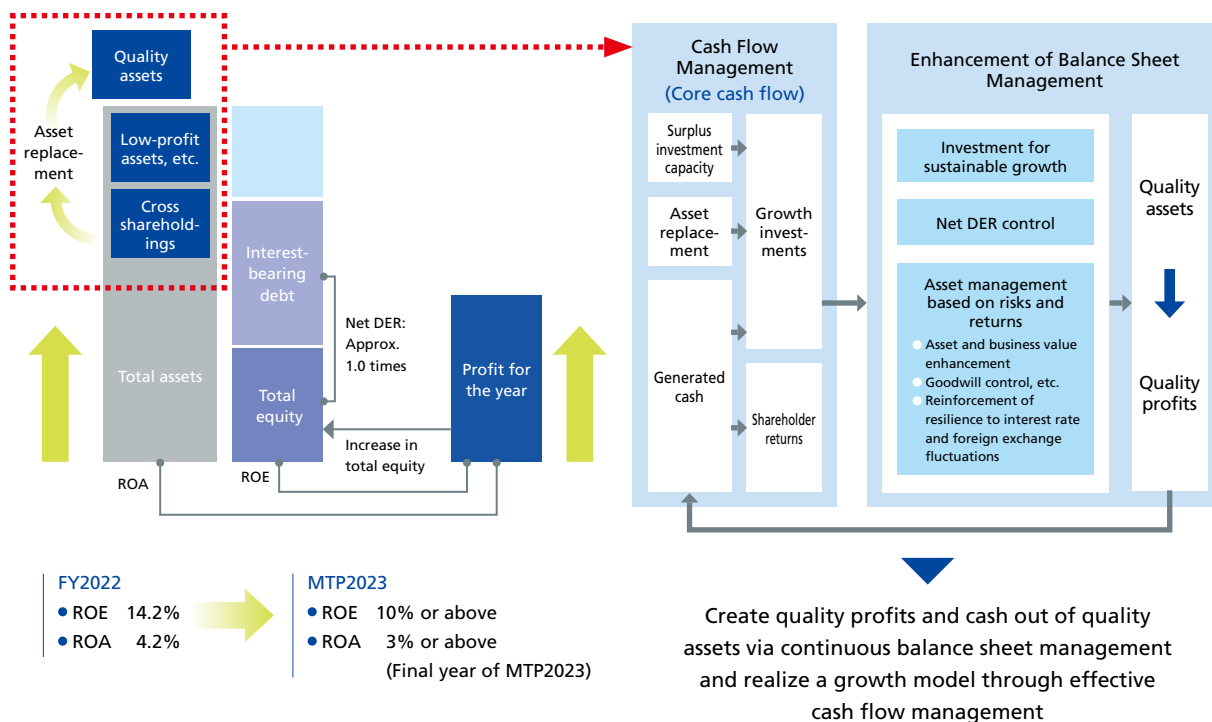 Quality
assets
Asset
replace-
ment
Low-profit
assets, etc.
Cross
sharehold-
ings
Total assets
Interest-
bearing
debt
Total
equity
Net DER:
Approx.
1.0 times
Profit for
the year
Increase in
total equity
ROA
ROE
FY2022
● ROE 14.2%
● ROA 4.2%
MTP2023
● ROE 10% or above
● ROA 3% or above
(Final year of MTP2023)
Cash Flow
Management
(Core cash flow)
Surplus
investment
capacity
Asset
replace-
ment
Generated
cash
Growth
invest-
ments
Shareholder
returns
Enhancement of Balance Sheet
Management
Investment for
sustainable growth
Net DER control
Asset management
based on risks and
returns
● Asset and business value
enhancement
● Goodwill control, etc.
● Reinforcement of
resilience to interest rate
and foreign exchange
fluctuations
Quality
assets
Quality
profits
Create quality profits and cash out of quality
assets via continuous balance sheet management
and realize a growth model through effective
cash flow management